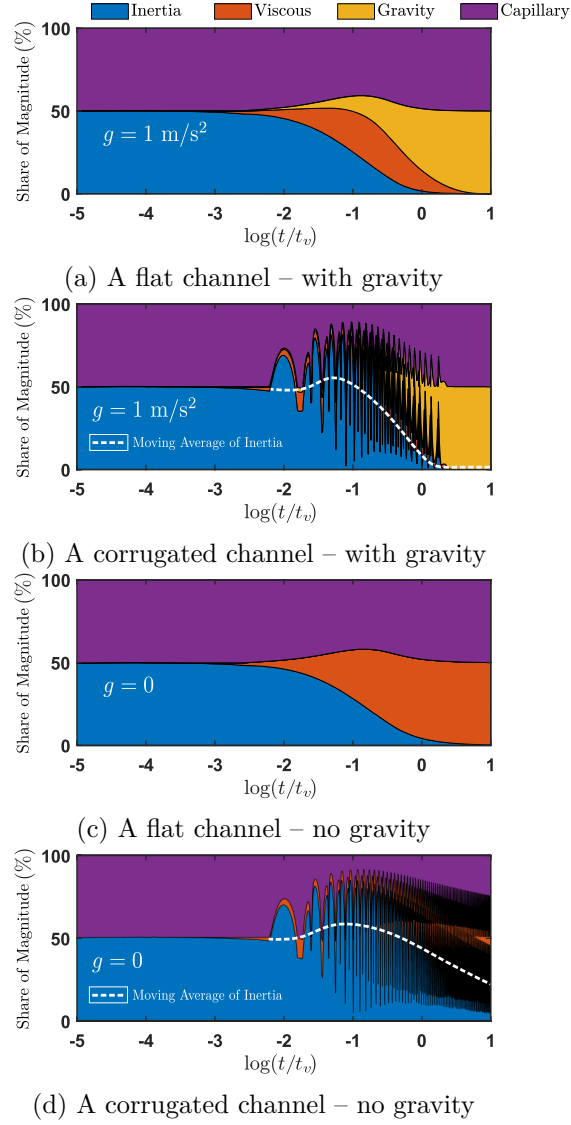 Inertia Viscous Gravity Capillary
100
50
0
Share of Magnitude (%)
g = 1 m/s²
-5 -4 -3 -2 -1 0 1
log(t/t_v)
(a) A flat channel – with gravity
100
50
0
Share of Magnitude (%)
g = 1 m/s²
Moving Average of Inertia
-5 -4 -3 -2 -1 0 1
log(t/t_v)
(b) A corrugated channel – with gravity
100
50
0
Share of Magnitude (%)
g = 0
-5 -4 -3 -2 -1 0 1
log(t/t_v)
(c) A flat channel – no gravity
100
50
0
Share of Magnitude (%)
g = 0
Moving Average of Inertia
-5 -4 -3 -2 -1 0 1
log(t/t_v)
(d) A corrugated channel – no gravity